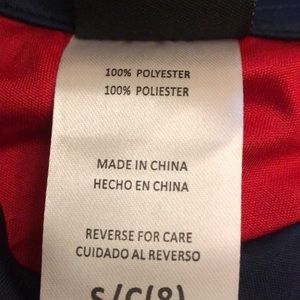 100% POLYESTER
100% POLIESTER
MADE IN CHINA
HECHO EN CHINA
REVERSE FOR CARE
CUIDADO AL REVERSO
S/C(8)